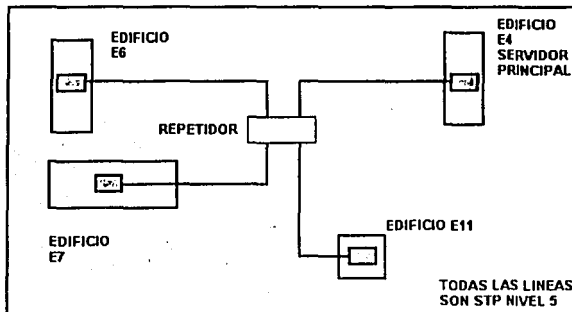 EDIFICIO
E6
EDIFICIO
E4
SERVIDOR
PRINCIPAL
REPETIDOR
EDIFICIO
E7
EDIFICIO E11
TODAS LAS LINEAS
SON STP NIVEL 5